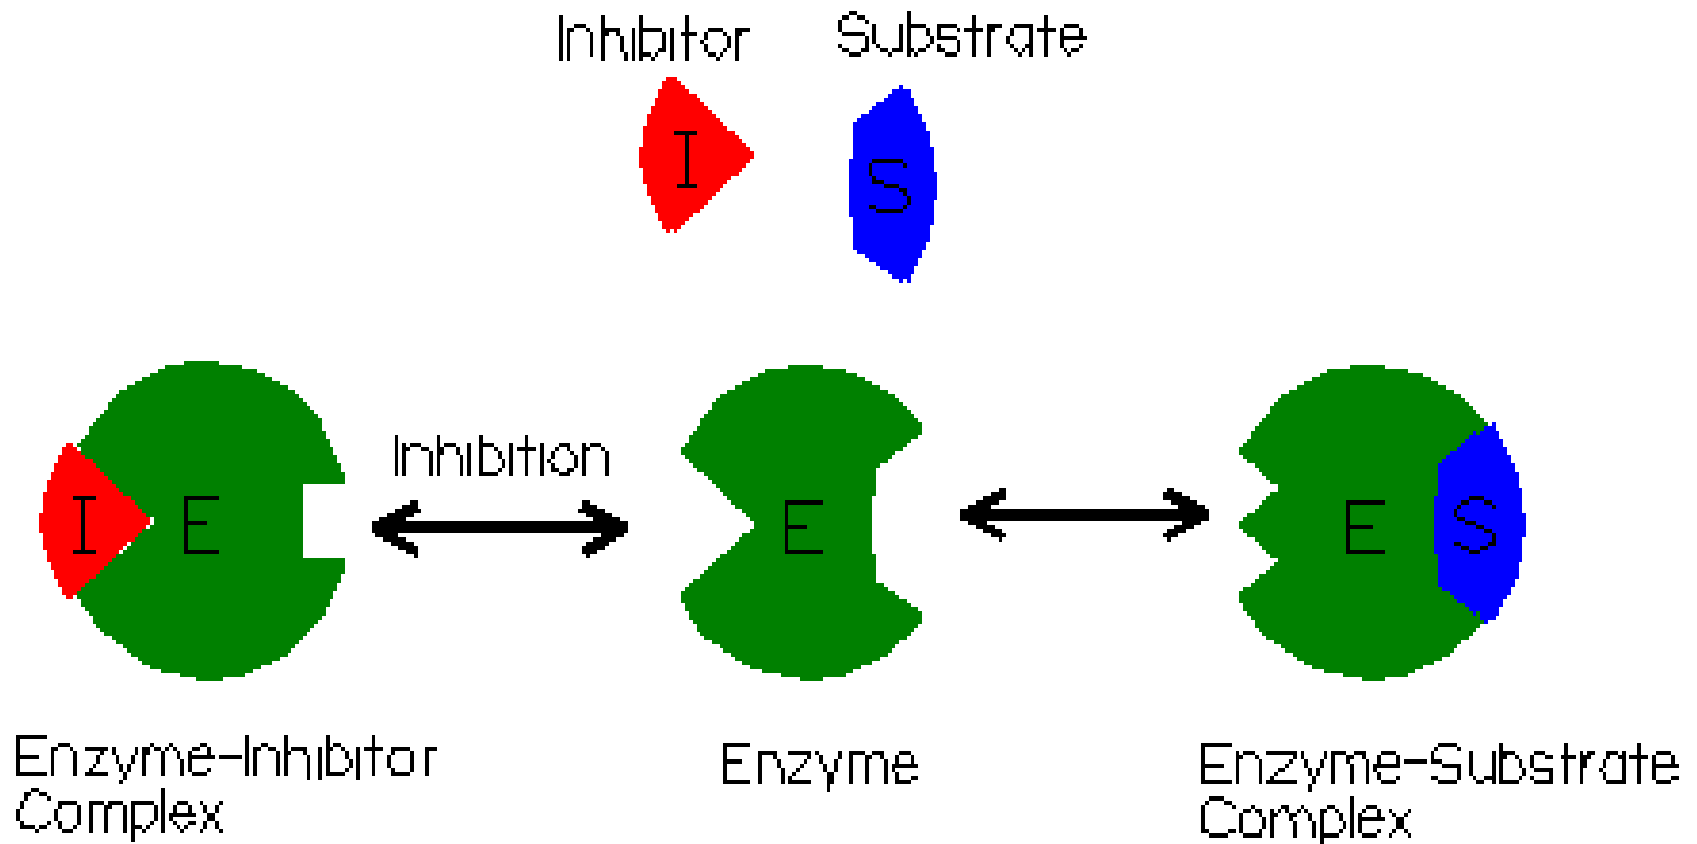 Inhibitor Substrate
I S
Inhibition
I E E E S
Enzyme-Inhibitor Complex
Enzyme
Enzyme-Substrate Complex